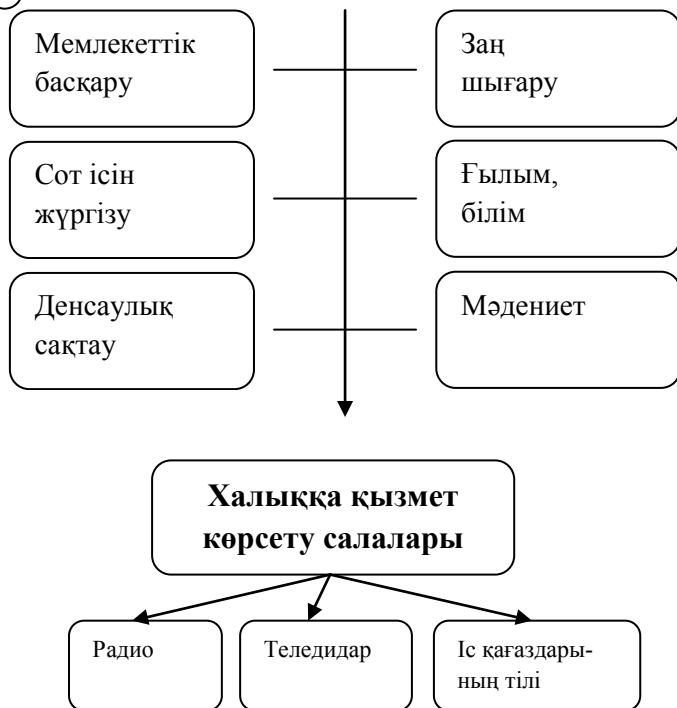 Мемлекеттік
басқару
Заң
шығару
Сот ісін
жүргізу
Ғылым,
білім
Денсаулық
сақтау
Мәдениет
Халыққа қызмет
көрсету салалары
Радио
Теледидар
Іс қағаздары-
ның тілі